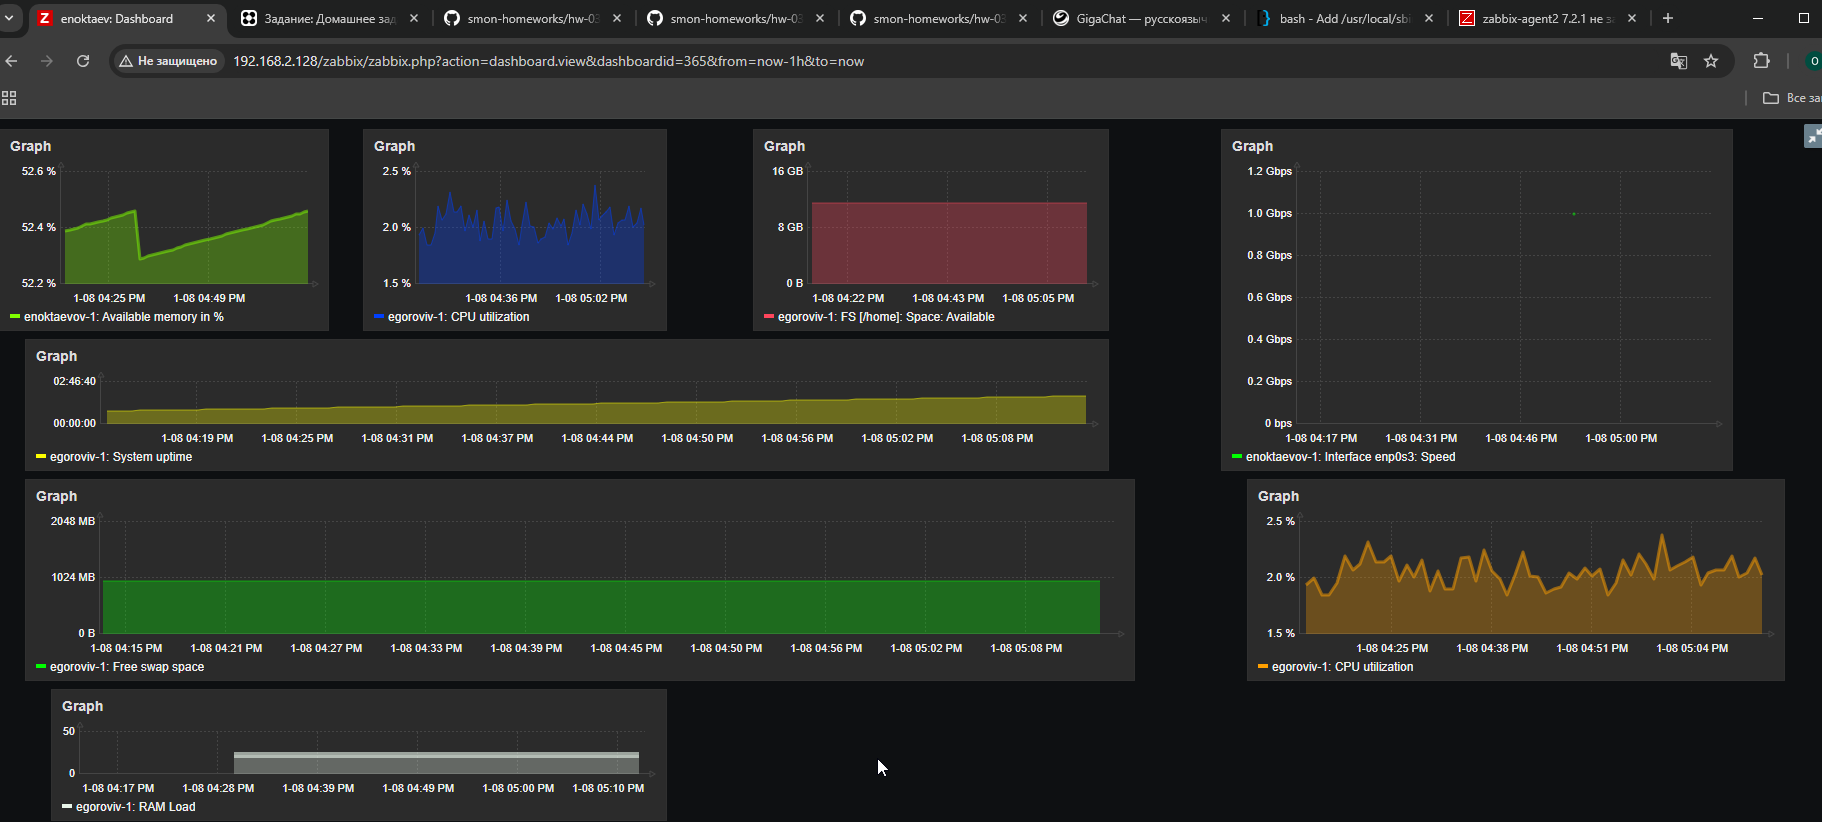 enoktaev: Dashboard
Задание: Домашнее зад
smon-homeworks/hw-03
smon-homeworks/hw-03
smon-homeworks/hw-03
GigaChat — русскоязыч
bash - Add /usr/local/sbi
zabbix-agent2 7.2.1 не за
Не защищено
192.168.2.128/zabbix/zabbix.php?action=dashboard.view&dashboardid=365&from=now-1h&to=now
Все за
Graph
52.6 %
52.4 %
52.2 %
1-08 04:25 PM 1-08 04:49 PM
enoktaevov-1: Available memory in %
Graph
2.5 %
2.0 %
1.5 %
1-08 04:36 PM 1-08 05:02 PM
egoroviv-1: CPU utilization
Graph
16 GB
8 GB
0 B
1-08 04:22 PM 1-08 04:43 PM 1-08 05:05 PM
egoroviv-1: FS [/home]: Space: Available
Graph
1.2 Gbps
1.0 Gbps
0.8 Gbps
0.6 Gbps
0.4 Gbps
0.2 Gbps
0 bps
1-08 04:17 PM 1-08 04:31 PM 1-08 04:46 PM 1-08 05:00 PM
enoktaevov-1: Interface enp0s3: Speed
Graph
02:46:40
00:00:00
1-08 04:19 PM 1-08 04:25 PM 1-08 04:31 PM 1-08 04:37 PM 1-08 04:44 PM 1-08 04:50 PM 1-08 04:56 PM 1-08 05:02 PM 1-08 05:08 PM
egoroviv-1: System uptime
Graph
2048 MB
1024 MB
0 B
1-08 04:15 PM 1-08 04:21 PM 1-08 04:27 PM 1-08 04:33 PM 1-08 04:39 PM 1-08 04:45 PM 1-08 04:50 PM 1-08 04:56 PM 1-08 05:02 PM 1-08 05:08 PM
egoroviv-1: Free swap space
Graph
2.5 %
2.0 %
1.5 %
1-08 04:25 PM 1-08 04:38 PM 1-08 04:51 PM 1-08 05:04 PM
egoroviv-1: CPU utilization
Graph
50
0
1-08 04:17 PM 1-08 04:28 PM 1-08 04:39 PM 1-08 04:49 PM 1-08 05:00 PM 1-08 05:10 PM
egoroviv-1: RAM Load